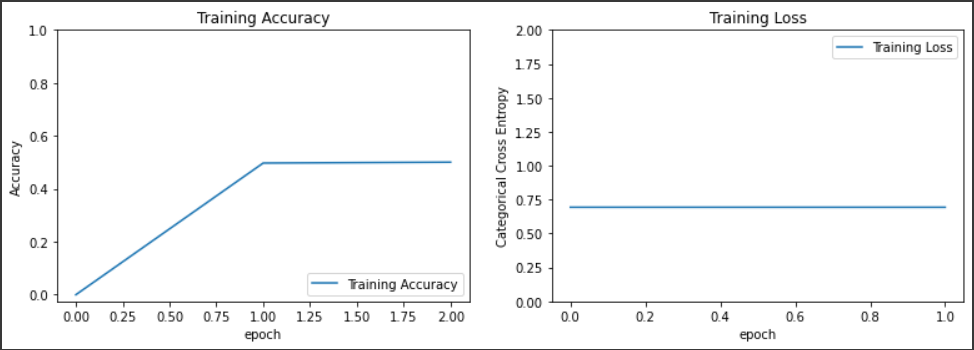 Training Accuracy
1.0
0.8
0.6
0.4
0.2
0.0
Accuracy
Training Accuracy
0.00 0.25 0.50 0.75 1.00 1.25 1.50 1.75 2.00
epoch
Training Loss
2.00
1.75
1.50
1.25
1.00
0.75
0.50
0.25
0.00
Categorical Cross Entropy
Training Loss
0.0 0.2 0.4 0.6 0.8 1.0
epoch